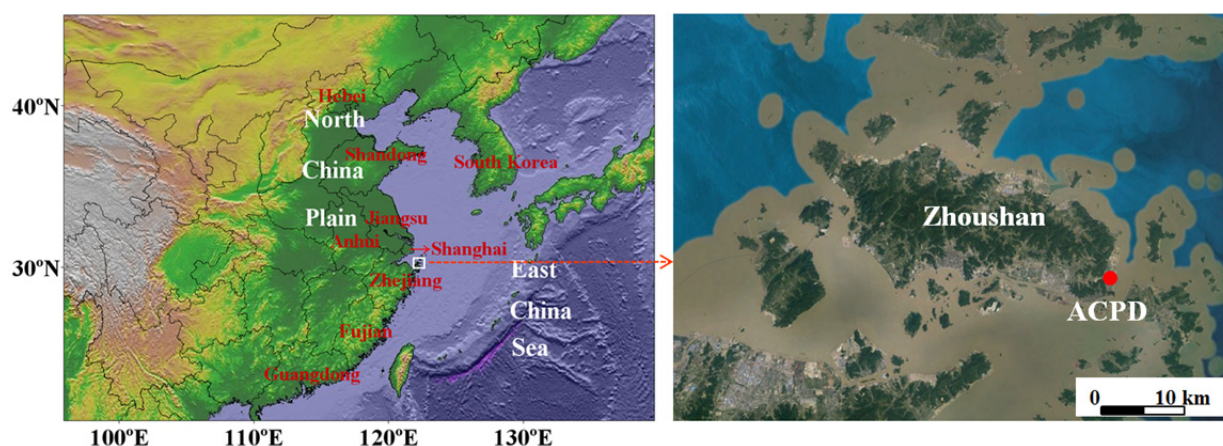 40°N
30°N
Hebei
North
Shandong
South Korea
China
Plain
Jiangsu
Anhui
Shanghai
Zhejiang
East
China
Sea
Fujian
Guangdong
100°E
110°E
120°E
130°E
Zhoushan
ACPD
0 10 km